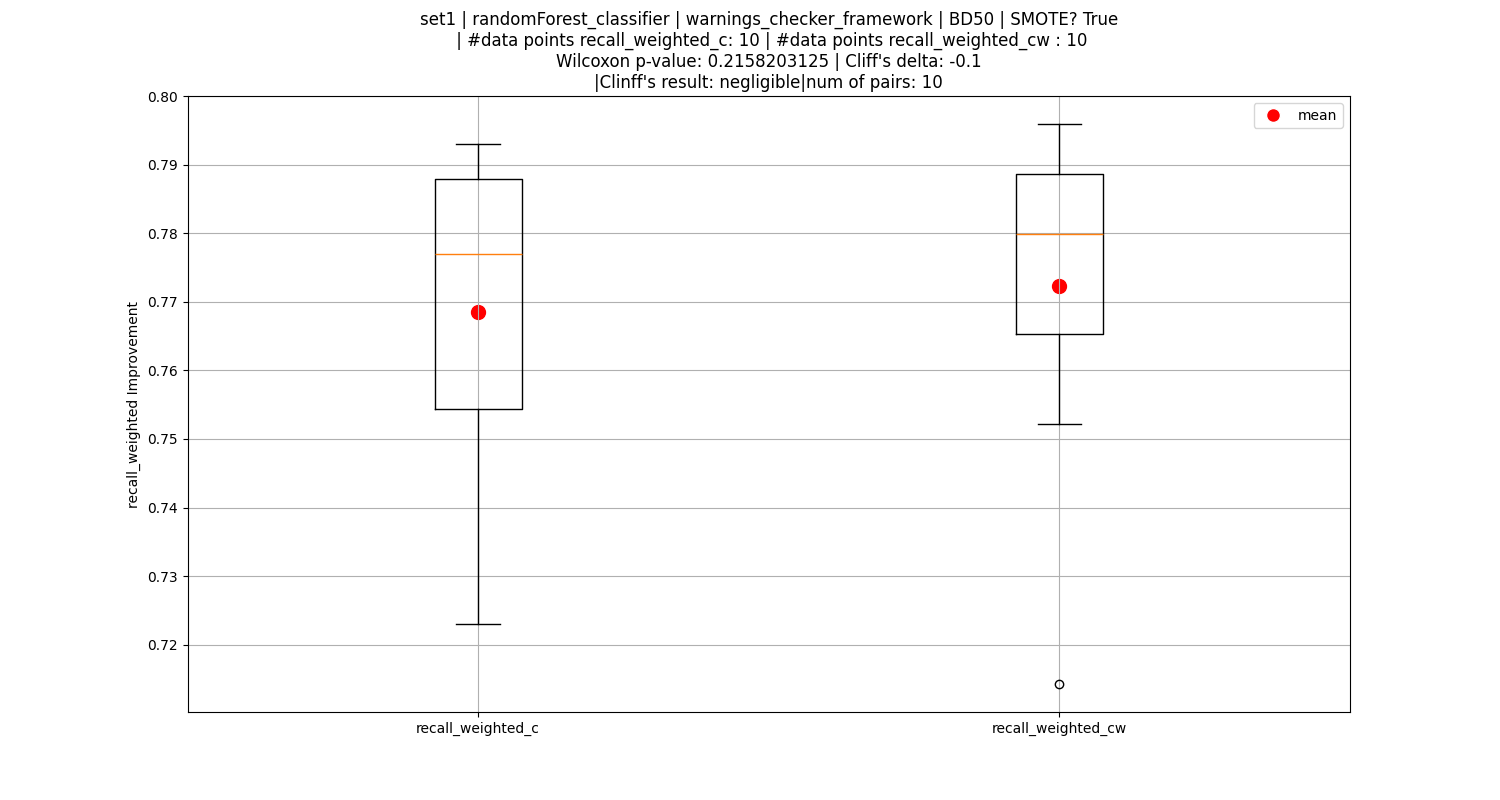 set1 | randomForest_classifier | warnings_checker_framework | BD50 | SMOTE? True
| #data points recall_weighted_c: 10 | #data points recall_weighted_cw : 10
Wilcoxon p-value: 0.2158203125 | Cliff's delta: -0.1
|Clinff's result: negligible|num of pairs: 10
0.80
mean
0.79
0.78
0.77
0.76
0.75
0.74
0.73
0.72
recall_weighted Improvement
recall_weighted_c
recall_weighted_cw